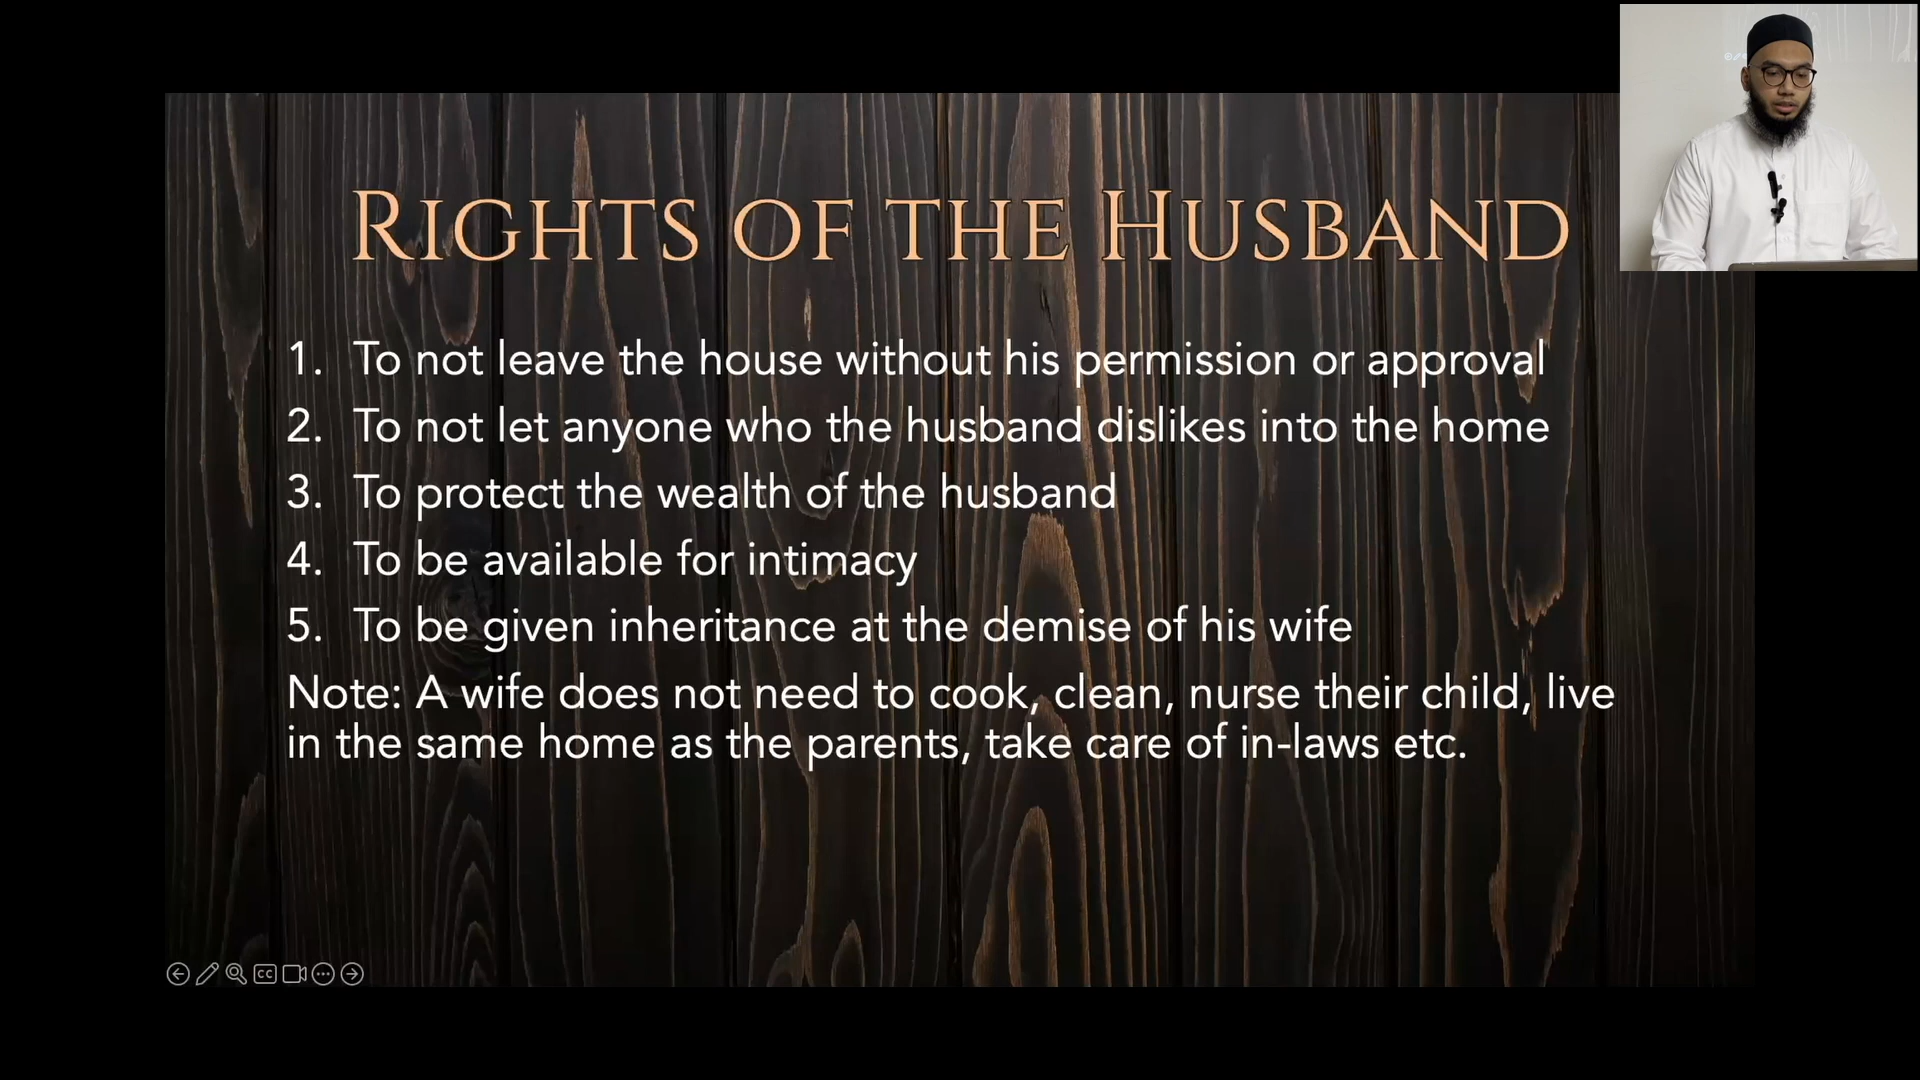 RIGHTS OF THE HUSBAND
1. To not leave the house without his permission or approval
2. To not let anyone who the husband dislikes into the home
3. To protect the wealth of the husband
4. To be available for intimacy
5. To be given inheritance at the demise of his wife
Note: A wife does not need to cook, clean, nurse their child, live
in the same home as the parents, take care of in-laws etc.
CC